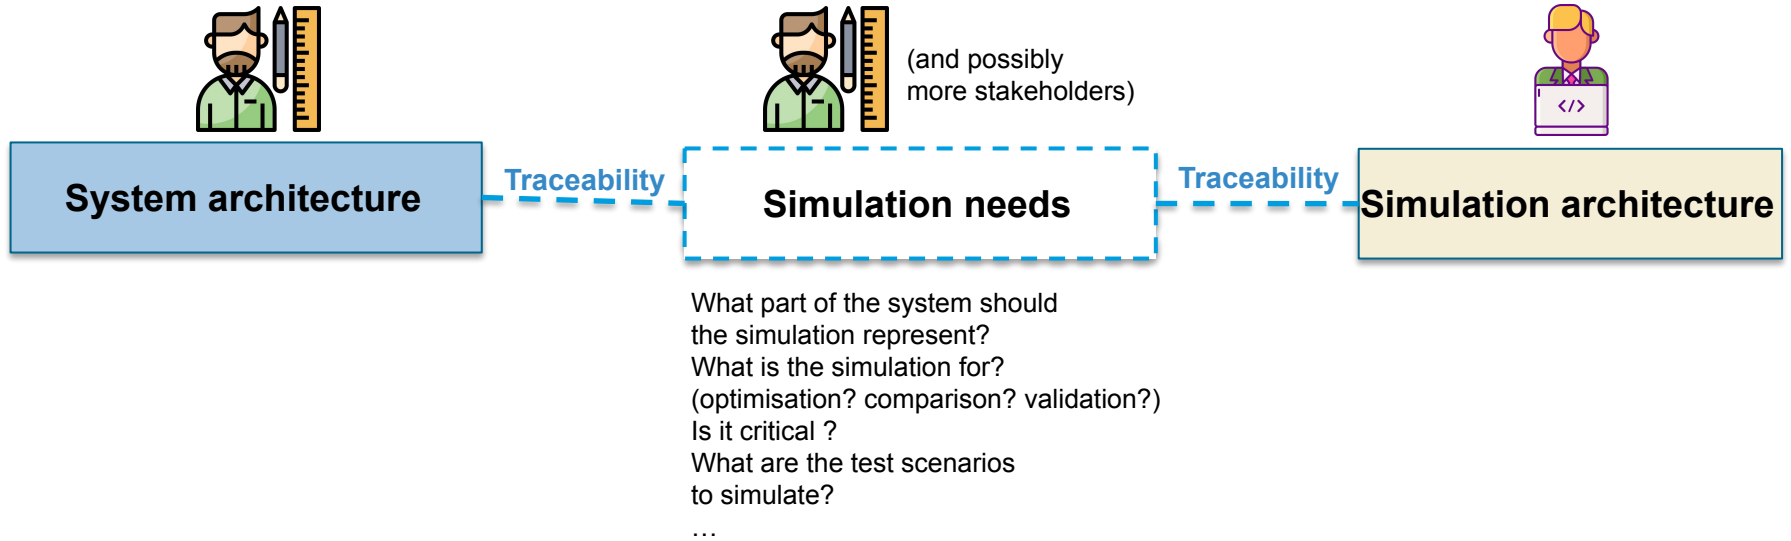 (and possibly
more stakeholders)
</>
System architecture
Traceability
Simulation needs
Traceability
Simulation architecture
What part of the system should
the simulation represent?
What is the simulation for?
(optimisation? comparison? validation?)
Is it critical ?
What are the test scenarios
to simulate?
…